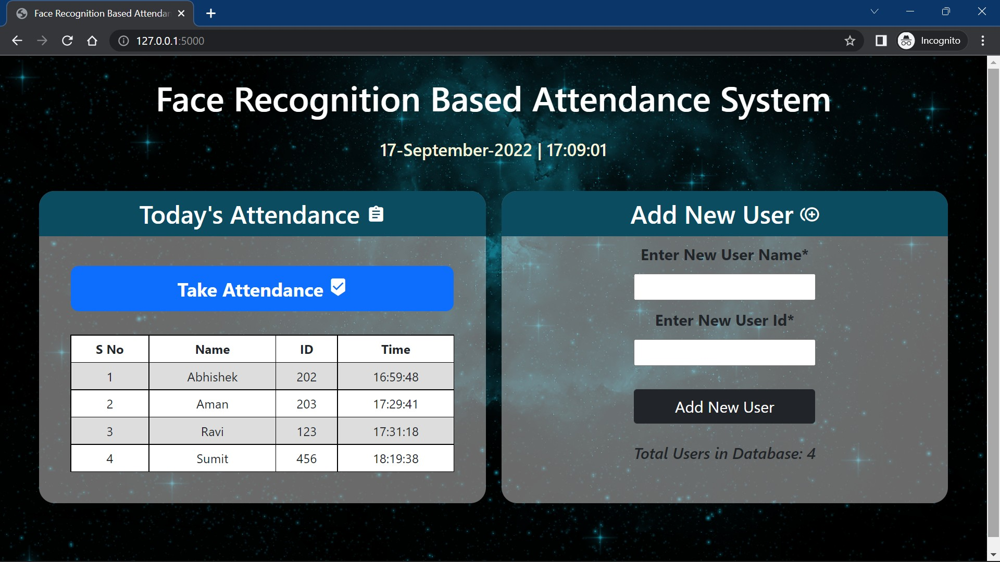 Face Recognition Based Attendan
127.0.0.1:5000
Incognito
Face Recognition Based Attendance System
17-September-2022 | 17:09:01
Today's Attendance
Take Attendance
S No Name ID Time
1 Abhishek 202 16:59:48
2 Aman 203 17:29:41
3 Ravi 123 17:31:18
4 Sumit 456 18:19:38
Add New User
Enter New User Name*
Enter New User Id*
Add New User
Total Users in Database: 4